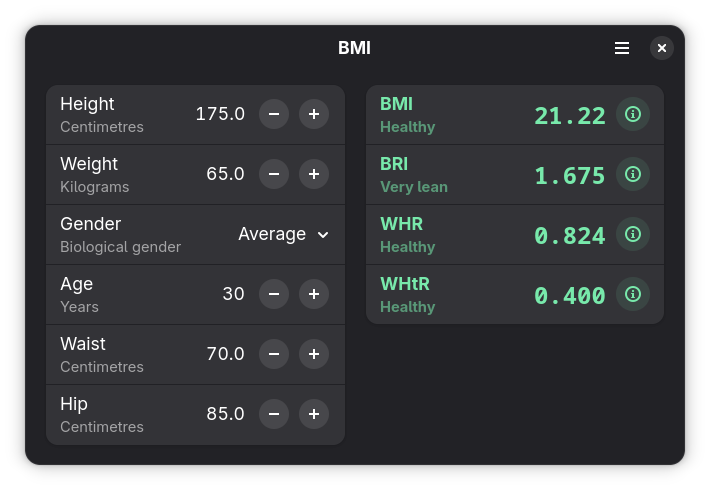 BMI
Height
Centimetres
175.0
Weight
Kilograms
65.0
Gender
Biological gender
Average
Age
Years
30
Waist
Centimetres
70.0
Hip
Centimetres
85.0
BMI
Healthy
21.22
BRI
Very lean
1.675
WHR
Healthy
0.824
WHtR
Healthy
0.400